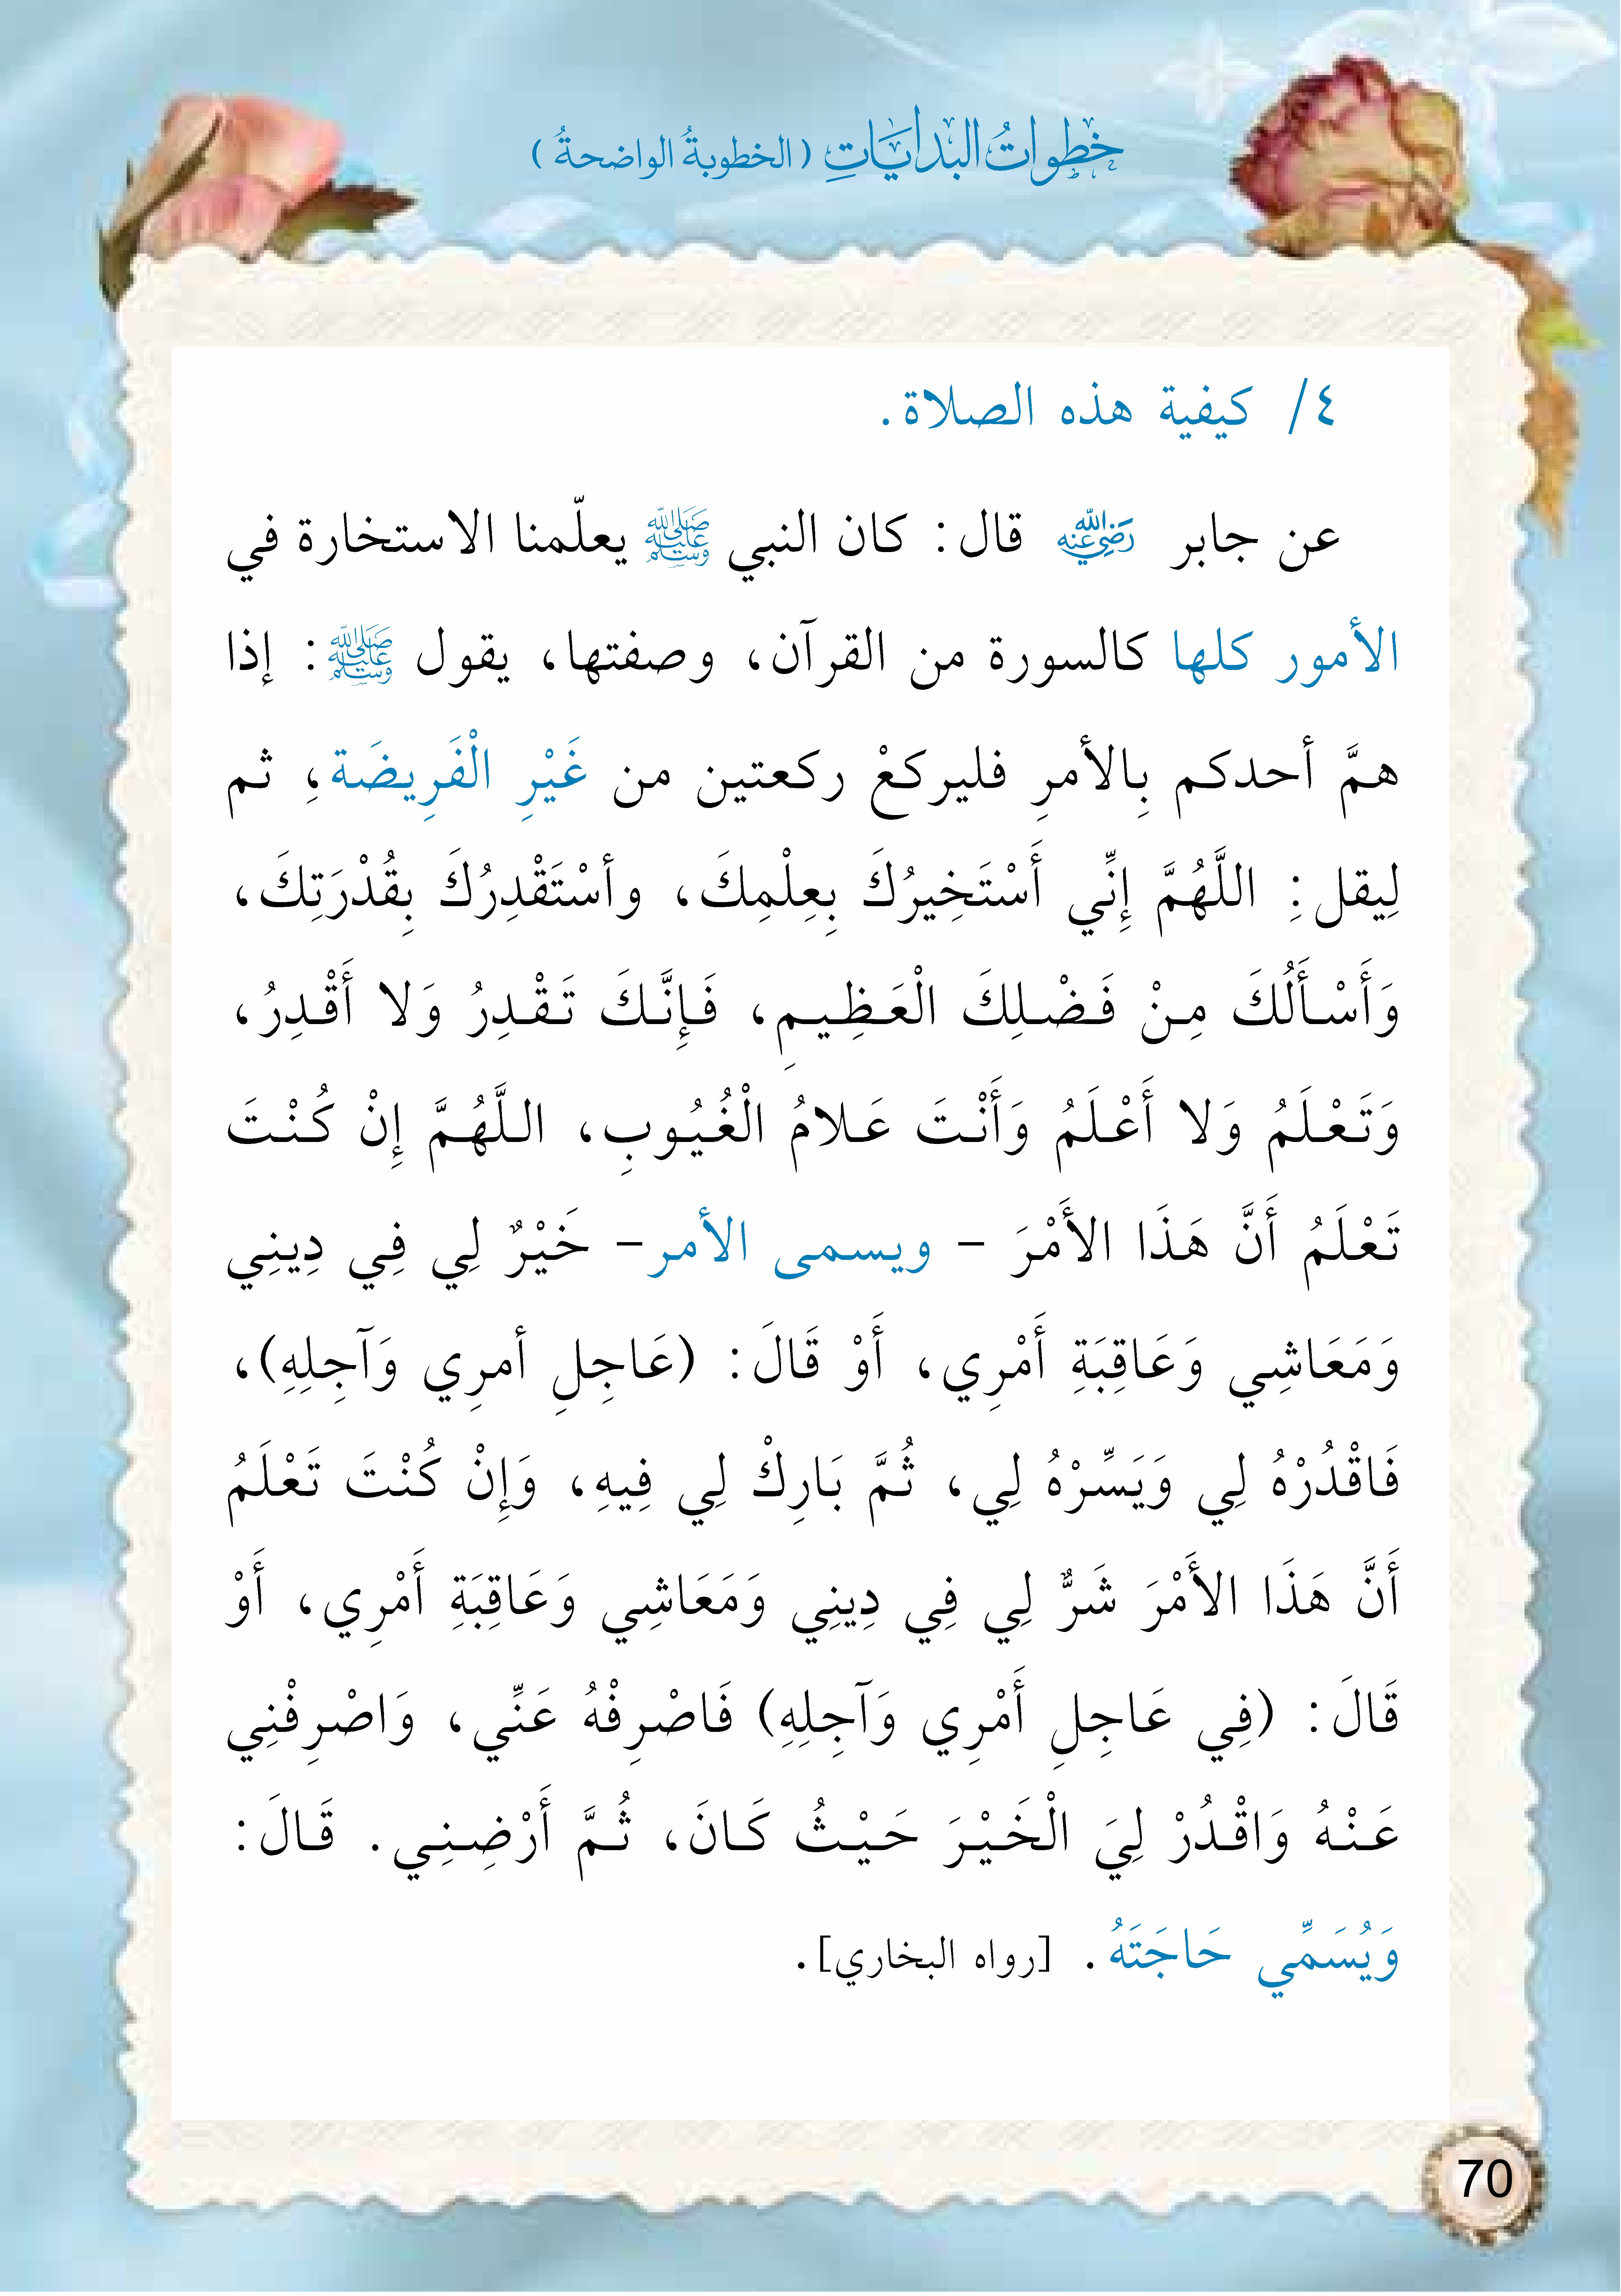 خطوات البدايات (الخطوبة الواضحة)
٤/ كيفية هذه الصلاة.
عن جابر رضي الله عنه قال: كان النبي ﷺ يعلّمنا الاستخارة في
الأمور كلها كالسورة من القرآن، وصفتها، يقول ﷺ: إذا
همَّ أحدكم بِالأمرِ فليركعْ ركعتين من غَيْرِ الْفَرِيضَة، ثم
لِيقل: اللَّهُمَّ إِنِّي أَسْتَخِيرُكَ بِعِلْمِكَ، وأسْتَقْدِرُكَ بِقُدْرَتِكَ،
وَأَسْأَلُكَ مِنْ فَضْلِكَ الْعَظِيمِ، فَإِنَّكَ تَقْدِرُ وَلا أَقْدِرُ،
وَتَعْلَمُ وَلا أَعْلَمُ وَأَنْتَ عَلامُ الْغُيُوبِ، اللَّهُمَّ إِنْ كُنْتَ
تَعْلَمُ أَنَّ هَذَا الأَمْرَ - ويسمى الأمر- خَيْرٌ لِي فِي دِينِي
وَمَعَاشِي وَعَاقِبَةِ أَمْرِي، أَوْ قَالَ: (عَاجِلِ أمرِي وَآجِلِهِ)،
فَاقْدُرْهُ لِي وَيَسِّرْهُ لِي، ثُمَّ بَارِكْ لِي فِيهِ، وَإِنْ كُنْتَ تَعْلَمُ
أَنَّ هَذَا الأَمْرَ شَرٌّ لِي فِي دِينِي وَمَعَاشِي وَعَاقِبَةِ أَمْرِي، أَوْ
قَالَ: (فِي عَاجِلِ أَمْرِي وَآجِلِهِ) فَاصْرِفْهُ عَنِّي، وَاصْرِفْنِي
عَنْهُ وَاقْدُرْ لِيَ الْخَيْرَ حَيْثُ كَانَ، ثُمَّ أَرْضِنِي. قَالَ:
وَيُسَمِّي حَاجَتَهُ. [رواه البخاري].
70